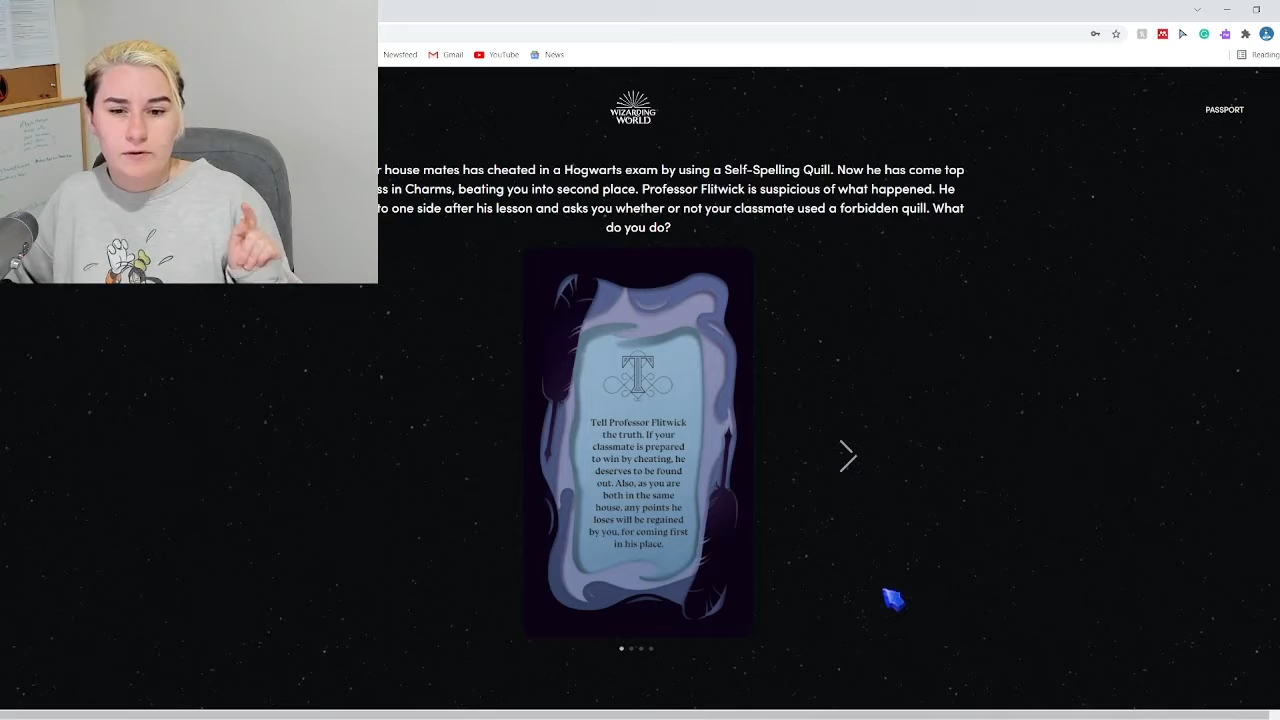 Newsfeed
Gmail
YouTube
News
Reading
WIZARDING
WORLD
PASSPORT
r house mates has cheated in a Hogwarts exam by using a Self-Spelling Quill. Now he has come top
ss in Charms, beating you into second place. Professor Flitwick is suspicious of what happened. He
to one side after his lesson and asks you whether or not your classmate used a forbidden quill. What
do you do?
T
Tell Professor Flitwick
the truth. If your
classmate is prepared
to win by cheating, he
deserves to be found
out. Also, as you are
both in the same
house, any points he
loses will be regained
by you, for coming first
in his place.